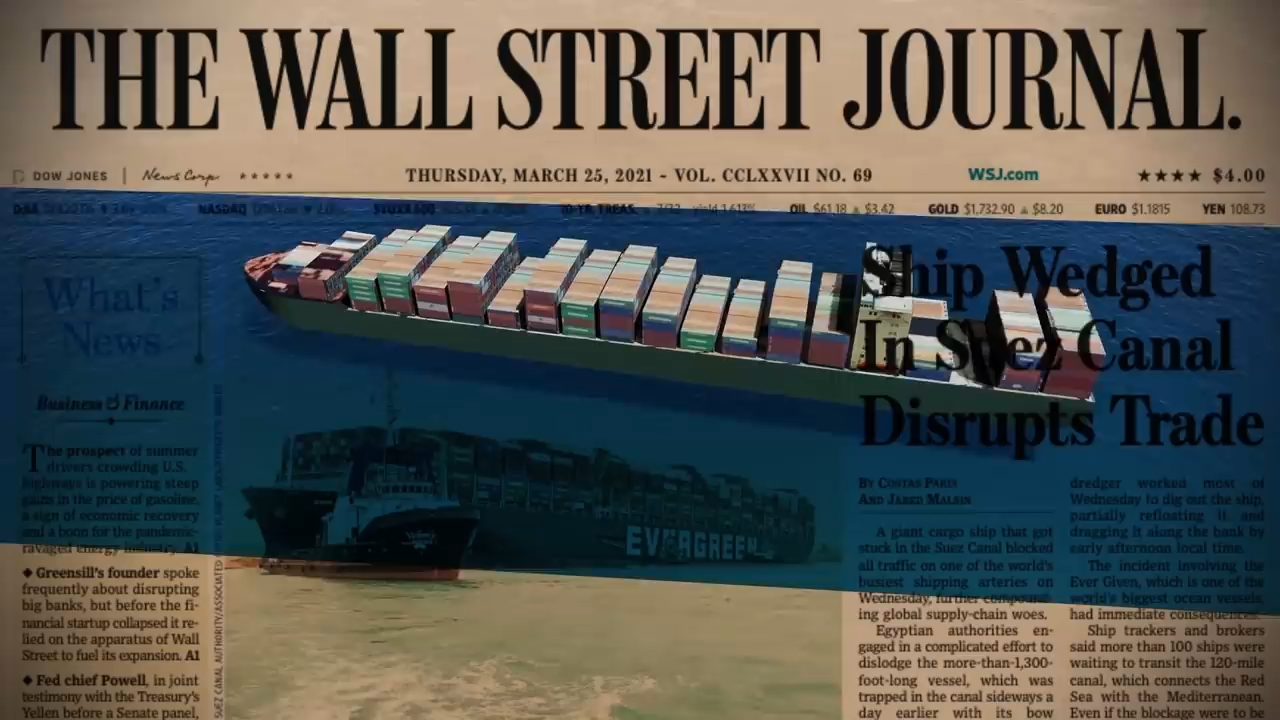 THE WALL STREET JOURNAL.
DOW JONES | News Corp
THURSDAY, MARCH 25, 2021 ~ VOL. CCLXXVII NO. 69
WSJ.com
★★★★ $4.00
DJIA
NASDAQ
STOXX 600
10-YR. TREAS. yield 1.613%
OIL $61.18 ▲ $3.42
GOLD $1,732.90 ▲ $8.20
EURO $1.1815
YEN 108.73
What's
News
Business & Finance
The prospect of summer
drivers crowding U.S.
highways is powering steep
gains in the price of gasoline,
a sign of economic recovery
and a boon for the pandemic-
ravaged energy industry. A1
◆ Greensill's founder spoke
frequently about disrupting
big banks, but before the fi-
nancial startup collapsed it re-
lied on the apparatus of Wall
Street to fuel its expansion. A1
◆ Fed chief Powell, in joint
testimony with the Treasury's
Yellen before a Senate panel,
SUEZ CANAL AUTHORITY/ASSOCIATED
EVERGREEN
Ship Wedged
In Suez Canal
Disrupts Trade
BY COSTAS PARIS
AND JARED MALSIN
A giant cargo ship that got
stuck in the Suez Canal blocked
all traffic on one of the world's
busiest shipping arteries on
Wednesday, further compound-
ing global supply-chain woes.
Egyptian authorities en-
gaged in a complicated effort to
dislodge the more-than-1,300-
foot-long vessel, which was
trapped in the canal sideways a
day earlier with its bow
dredger worked most of
Wednesday to dig out the ship,
partially refloating it and
dragging it along the bank by
early afternoon local time.
The incident involving the
Ever Given, which is one of the
world's biggest ocean vessels,
had immediate consequences.
Ship trackers and brokers
said more than 100 ships were
waiting to transit the 120-mile
canal, which connects the Red
Sea with the Mediterranean.
Even if the blockage were to be